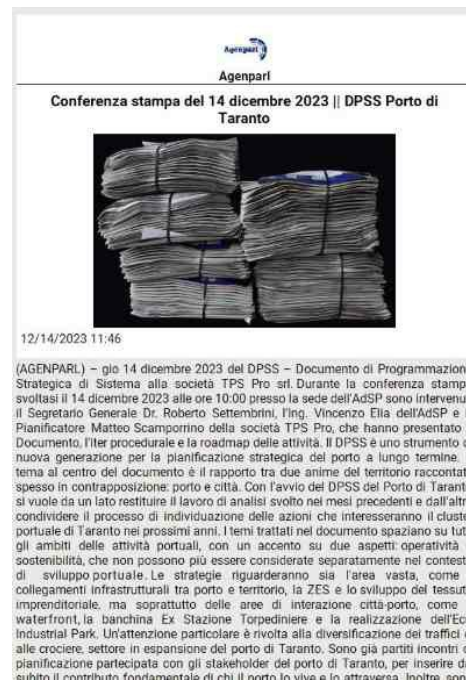 Agenparl
Agenparl
Conferenza stampa del 14 dicembre 2023 || DPSS Porto di
Taranto
12/14/2023 11:46
(AGENPARL) – gio 14 dicembre 2023 del DPSS – Documento di Programmazion
Strategica di Sistema alla società TPS Pro srl. Durante la conferenza stamp
svoltasi il 14 dicembre 2023 alle ore 10:00 presso la sede dell'AdSP sono intervenu
il Segretario Generale Dr. Roberto Settembrini, l'ing. Vincenzo Elia dell'AdSP e
Pianificatore Matteo Scamporrino della società TPS Pro, che hanno presentato
Documento, l'iter procedurale e la roadmap delle attività. Il DPSS è uno strumento d
nuova generazione per la pianificazione strategica del porto a lungo termine.
tema al centro del documento è il rapporto tra due anime del territorio raccontat
spesso in contrapposizione: porto e città. Con l'avvio del DPSS del Porto di Tarant
si vuole da un lato restituire il lavoro di analisi svolto nei mesi precedenti e dall'altr
condividere il processo di individuazione delle azioni che interesseranno il cluste
portuale di Taranto nei prossimi anni. I temi trattati nel documento spaziano su tut
gli ambiti delle attività portuali, con un accento su due aspetti: operatività
sostenibilità, che non possono più essere considerate separatamente nel contest
di sviluppo portuale. Le strategie riguarderanno sia l'area vasta, come
collegamenti infrastrutturali tra porto e territorio, la ZES e lo sviluppo del tessut
imprenditoriale, ma soprattutto delle aree di interazione città-porto, come
waterfront, la banchina Ex Stazione Torpediniere e la realizzazione dell'Ec
Industrial Park. Un'attenzione particolare è rivolta alla diversificazione dei traffici e
alle crociere, settore in espansione del porto di Taranto. Sono già partiti incontri d
pianificazione partecipata con gli stakeholder del porto di Taranto, per inserire d
subito il contributo fondamentale di chi il porto lo vive e lo attraversa. Inoltre, son